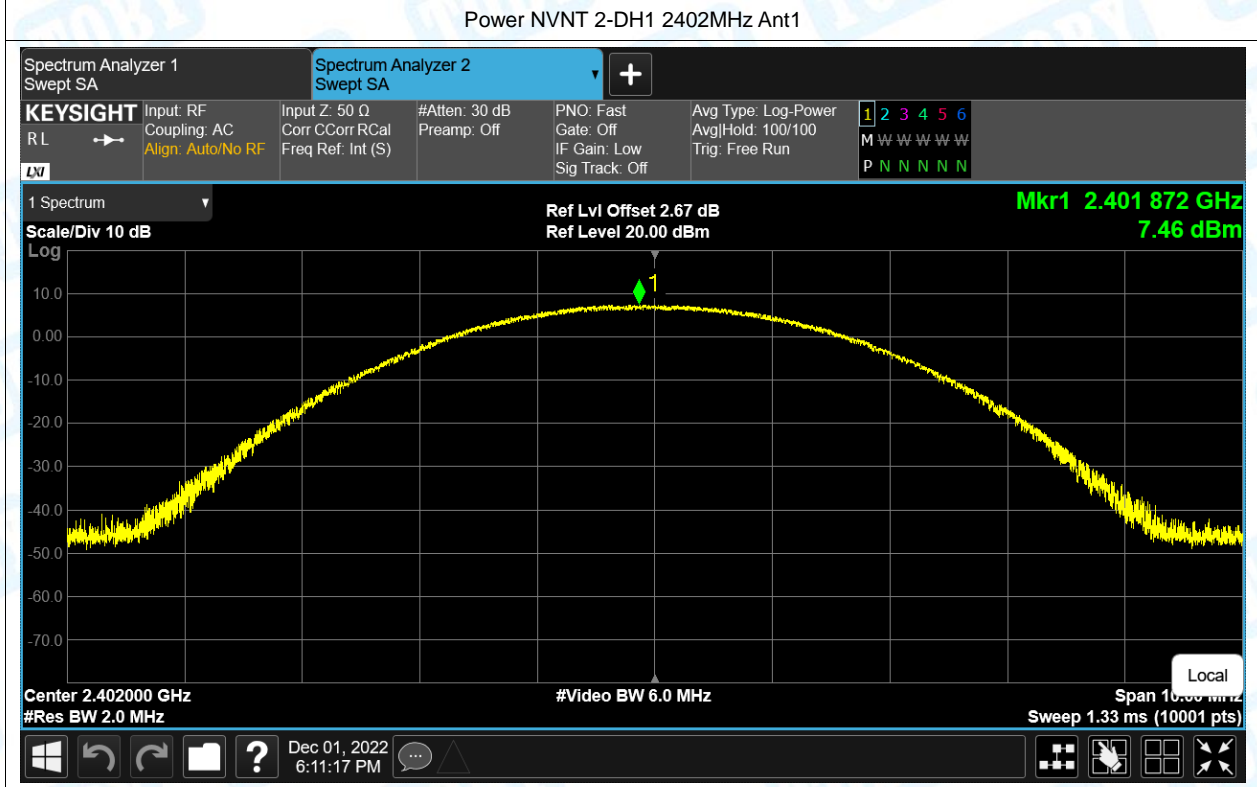 Power NVNT 2-DH1 2402MHz Ant1
Spectrum Analyzer 1
Swept SA
Spectrum Analyzer 2
Swept SA
KEYSIGHT
R L
LXI
Input: RF
Coupling: AC
Align: Auto/No RF
Input Z: 50 Ω
Corr CCorr RCal
Freq Ref: Int (S)
#Atten: 30 dB
Preamp: Off
PNO: Fast
Gate: Off
IF Gain: Low
Sig Track: Off
Avg Type: Log-Power
Avg|Hold: 100/100
Trig: Free Run
1 2 3 4 5 6
M W W W W W
P N N N N N
1 Spectrum
Scale/Div 10 dB
Log
Ref Lvl Offset 2.67 dB
Ref Level 20.00 dBm
Mkr1 2.401 872 GHz
7.46 dBm
1
10.0
0.00
-10.0
-20.0
-30.0
-40.0
-50.0
-60.0
-70.0
Local
Center 2.402000 GHz
#Res BW 2.0 MHz
#Video BW 6.0 MHz
Span 10.00 MHz
Sweep 1.33 ms (10001 pts)
?
Dec 01, 2022
6:11:17 PM